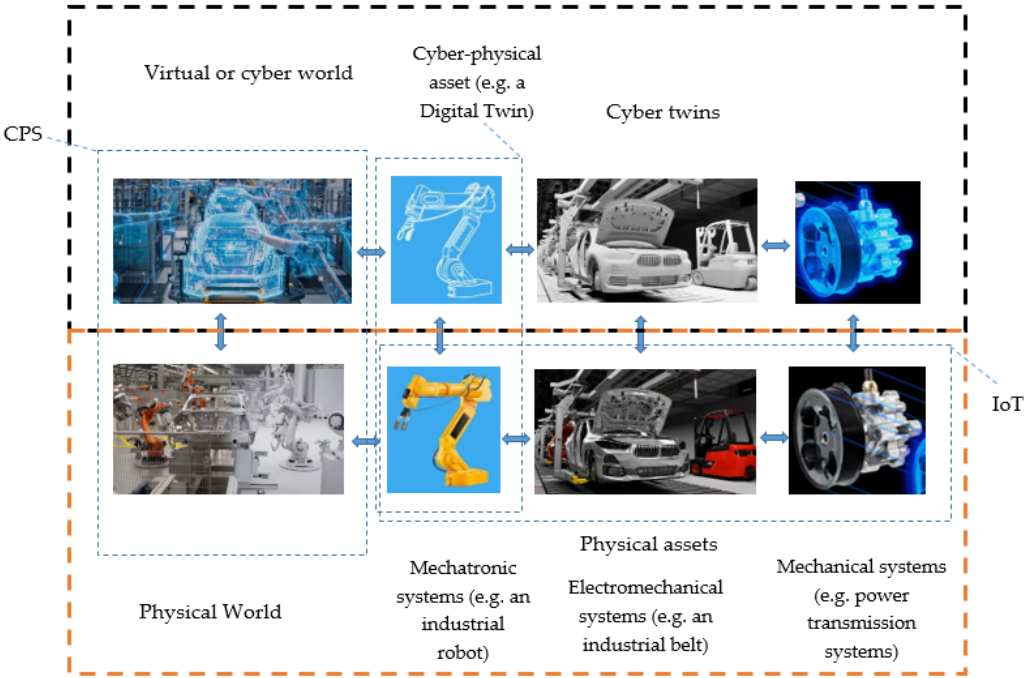 Virtual or cyber world
Cyber-physical
asset (e.g. a
Digital Twin)
Cyber twins
CPS
IoT
Physical World
Mechatronic
systems (e.g. an
industrial
robot)
Physical assets
Electromechanical
systems (e.g. an
industrial belt)
Mechanical systems
(e.g. power
transmission
systems)